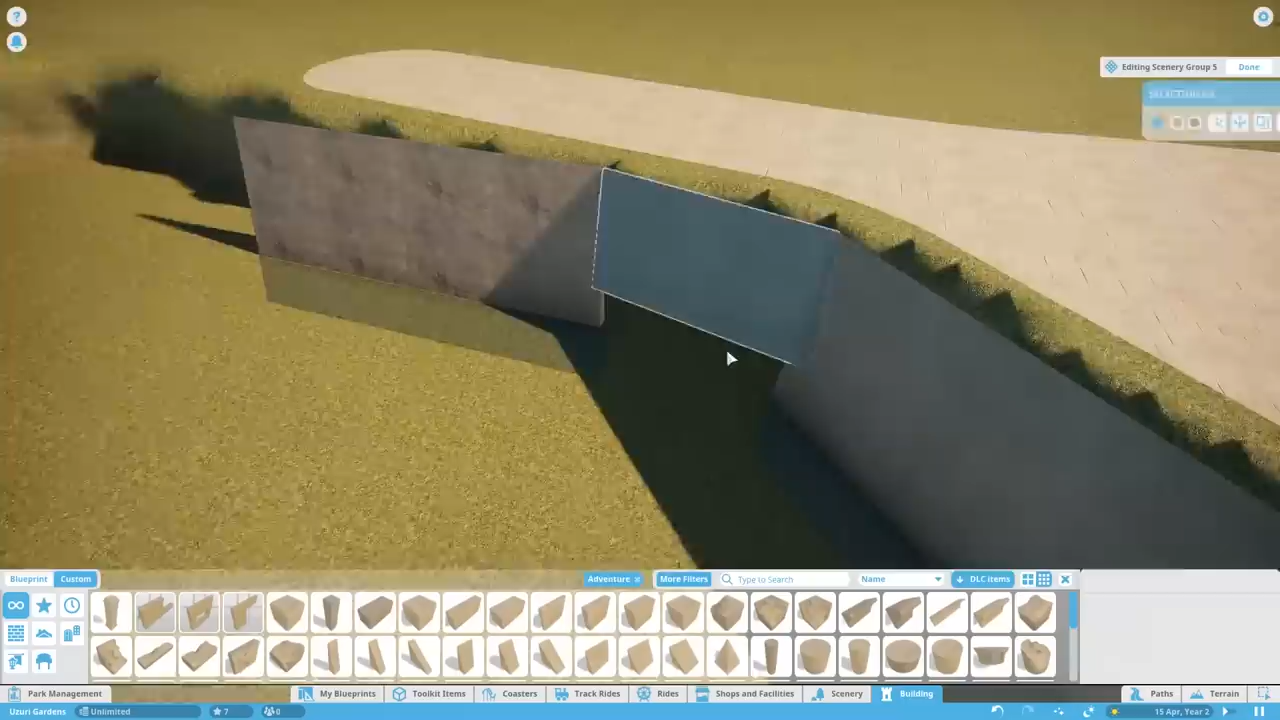 ?
Editing Scenery Group 5 Done
Blueprint Custom Adventure × More Filters Type to Search Name DLC items
Park Management My Blueprints Toolkit Items Coasters Track Rides Rides Shops and Facilities Scenery Building Paths Terrain
Uzuri Gardens Unlimited 7 0 15 Apr, Year 2